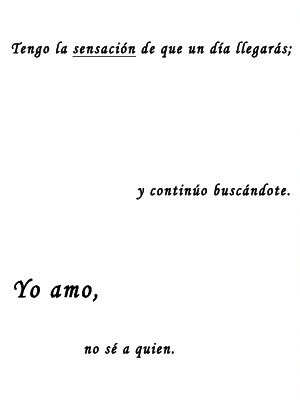 Tengo la sensación de que un día llegarás;
y continúo buscándote.
Yo amo,
no sé a quien.